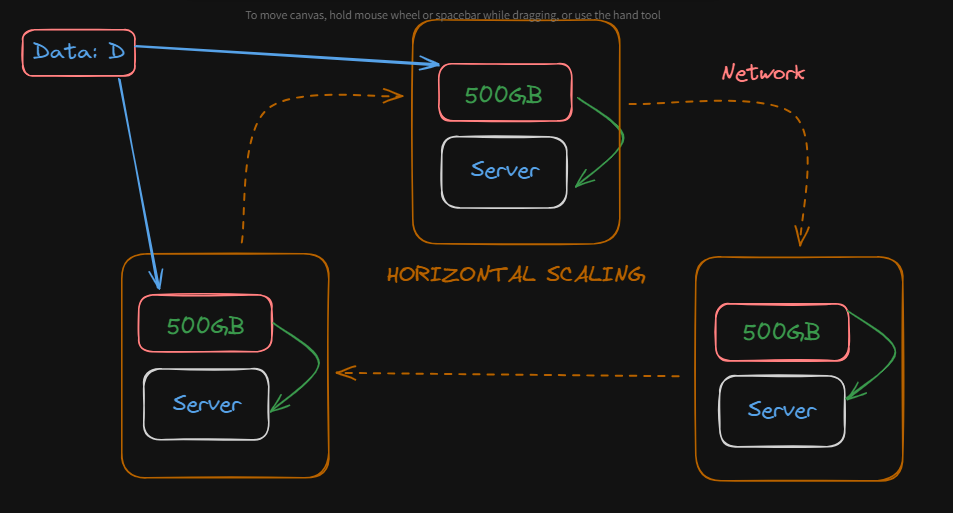 To move canvas, hold mouse wheel or spacebar while dragging, or use the hand tool
Data: D
500GB
Server
Network
HORIZONTAL SCALING
500GB
Server
500GB
Server